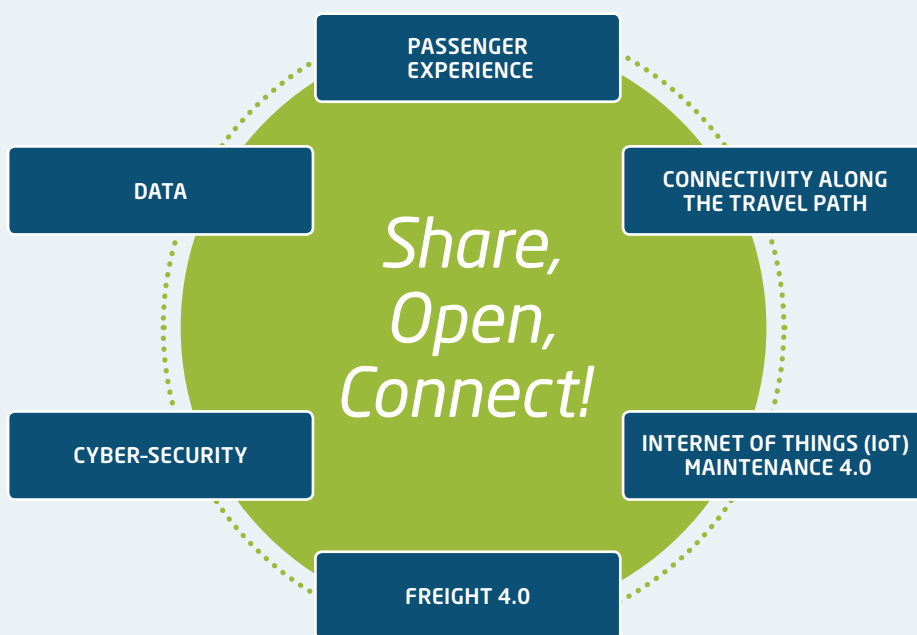 PASSENGER
EXPERIENCE
DATA
CONNECTIVITY ALONG
THE TRAVEL PATH
Share,
Open,
Connect!
CYBER-SECURITY
INTERNET OF THINGS (IoT)
MAINTENANCE 4.0
FREIGHT 4.0